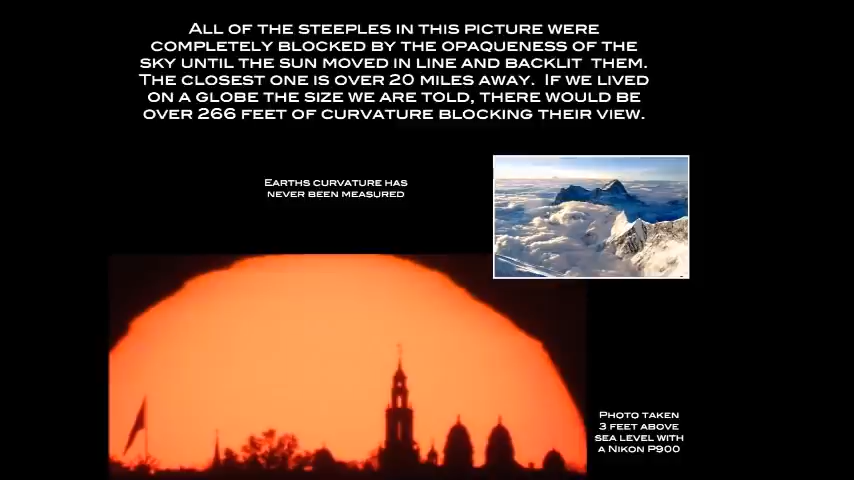 All of the steeples in this picture were
completely blocked by the opaqueness of the
sky until the sun moved in line and backlit them.
The closest one is over 20 miles away. If we lived
on a globe the size we are told, there would be
over 266 feet of curvature blocking their view.
Earths curvature has
never been measured
Photo taken
3 feet above
sea level with
a Nikon P900